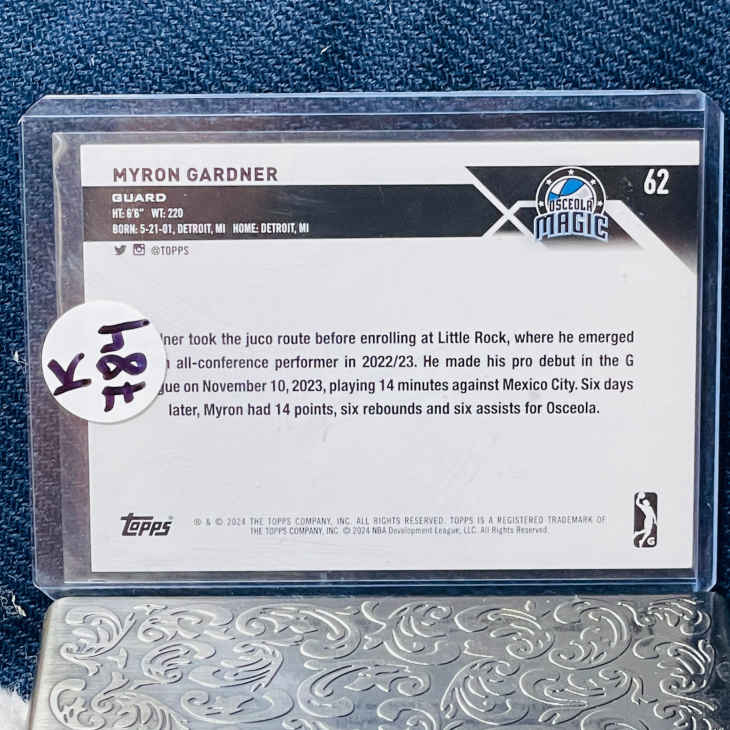 MYRON GARDNER
62
GUARD
HT: 6'6" WT: 220
BORN: 5-21-01, DETROIT, MI HOME: DETROIT, MI
OSCEOLA
MAGIC
@TOPPS
K
784
took the juco route before enrolling at Little Rock, where he emerged
all-conference performer in 2022/23. He made his pro debut in the G
on November 10, 2023, playing 14 minutes against Mexico City. Six days
later, Myron had 14 points, six rebounds and six assists for Osceola.
Topps
® & © 2024 THE TOPPS COMPANY, INC. ALL RIGHTS RESERVED. TOPPS IS A REGISTERED TRADEMARK OF
THE TOPPS COMPANY, INC. © 2024 NBA Development League, LLC. All Rights Reserved.
G